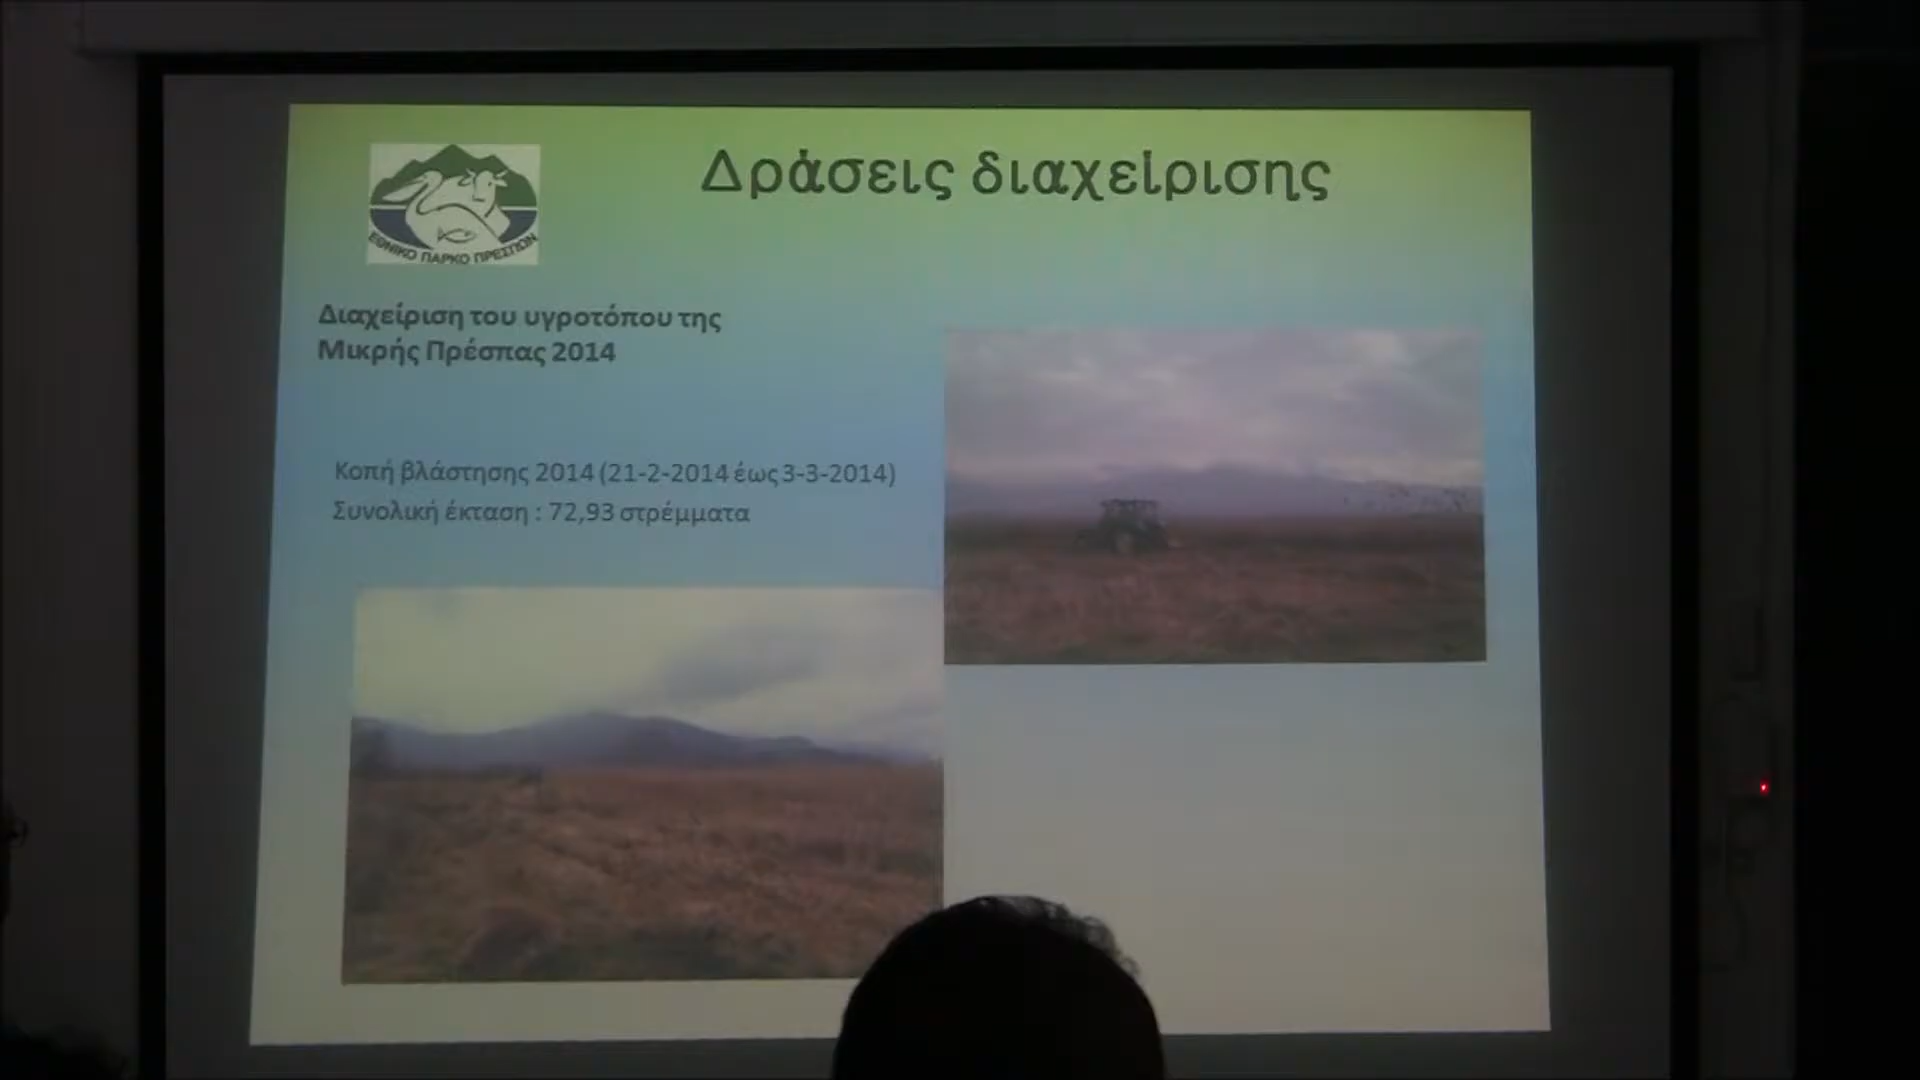 Δράσεις διαχείρισης
ΕΘΝΙΚΟ ΠΑΡΚΟ ΠΡΕΣΠΩΝ
Διαχείριση του υγροτόπου της
Μικρής Πρέσπας 2014
Κοπή βλάστησης 2014 (21-2-2014 έως 3-3-2014)
Συνολική έκταση : 72,93 στρέμματα